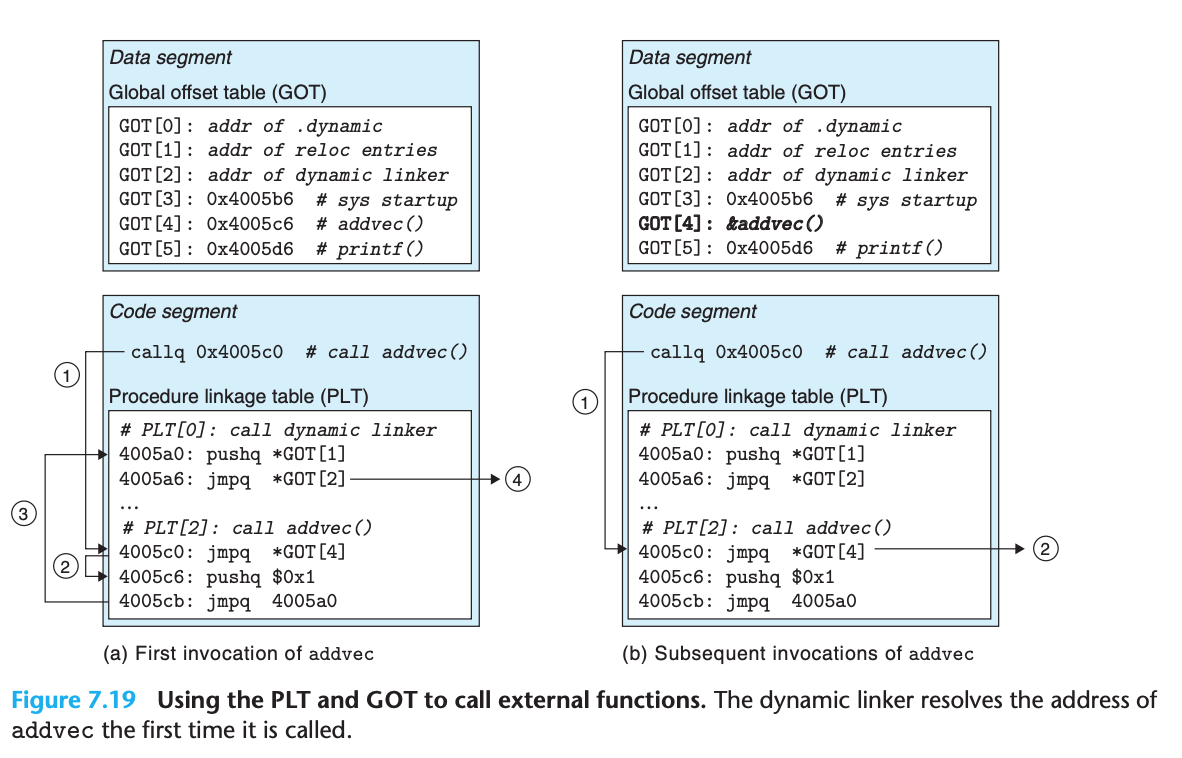 Data segment
Global offset table (GOT)
GOT[0]: addr of .dynamic
GOT[1]: addr of reloc entries
GOT[2]: addr of dynamic linker
GOT[3]: 0x4005b6 # sys startup
GOT[4]: 0x4005c6 # addvec()
GOT[5]: 0x4005d6 # printf()
Code segment
callq 0x4005c0 # call addvec()
1
Procedure linkage table (PLT)
# PLT[0]: call dynamic linker
4005a0: pushq *GOT[1]
4005a6: jmpq *GOT[2]
4
...
3
# PLT[2]: call addvec()
4005c0: jmpq *GOT[4]
2
4005c6: pushq $0x1
4005cb: jmpq 4005a0
(a) First invocation of addvec
Data segment
Global offset table (GOT)
GOT[0]: addr of .dynamic
GOT[1]: addr of reloc entries
GOT[2]: addr of dynamic linker
GOT[3]: 0x4005b6 # sys startup
GOT[4]: &addvec()
GOT[5]: 0x4005d6 # printf()
Code segment
callq 0x4005c0 # call addvec()
1
Procedure linkage table (PLT)
# PLT[0]: call dynamic linker
4005a0: pushq *GOT[1]
4005a6: jmpq *GOT[2]
...
# PLT[2]: call addvec()
4005c0: jmpq *GOT[4]
2
4005c6: pushq $0x1
4005cb: jmpq 4005a0
(b) Subsequent invocations of addvec
Figure 7.19 Using the PLT and GOT to call external functions. The dynamic linker resolves the address of
addvec the first time it is called.